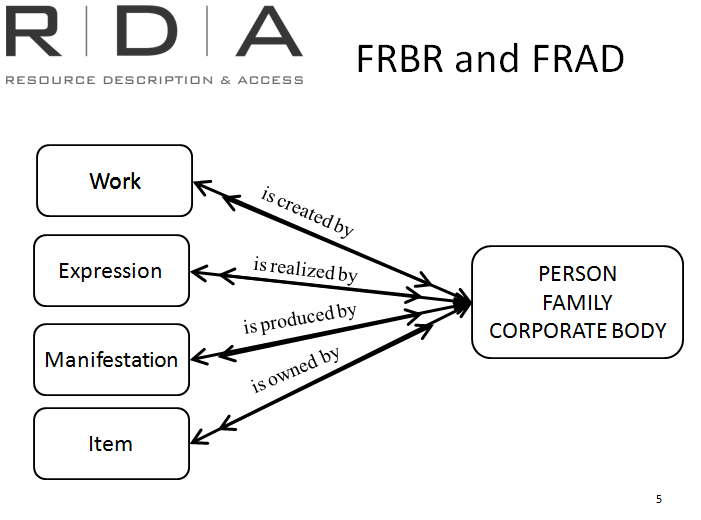 R | D | A
RESOURCE DESCRIPTION & ACCESS
FRBR and FRAD
Work
is created by
Expression
is realized by
PERSON
FAMILY
CORPORATE BODY
is produced by
Manifestation
is owned by
Item
5